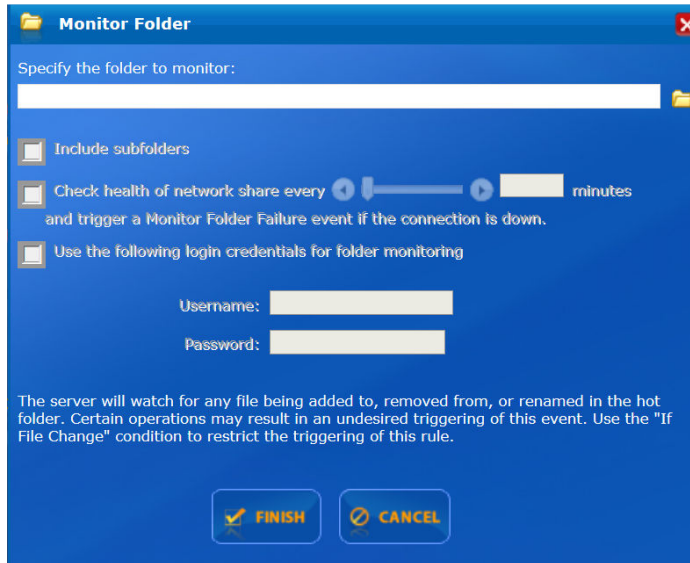 Monitor Folder
Specify the folder to monitor:
Include subfolders
Check health of network share every minutes
and trigger a Monitor Folder Failure event if the connection is down.
Use the following login credentials for folder monitoring
Username:
Password:
The server will watch for any file being added to, removed from, or renamed in the hot
folder. Certain operations may result in an undesired triggering of this event. Use the "If
File Change" condition to restrict the triggering of this rule.
FINISH
CANCEL